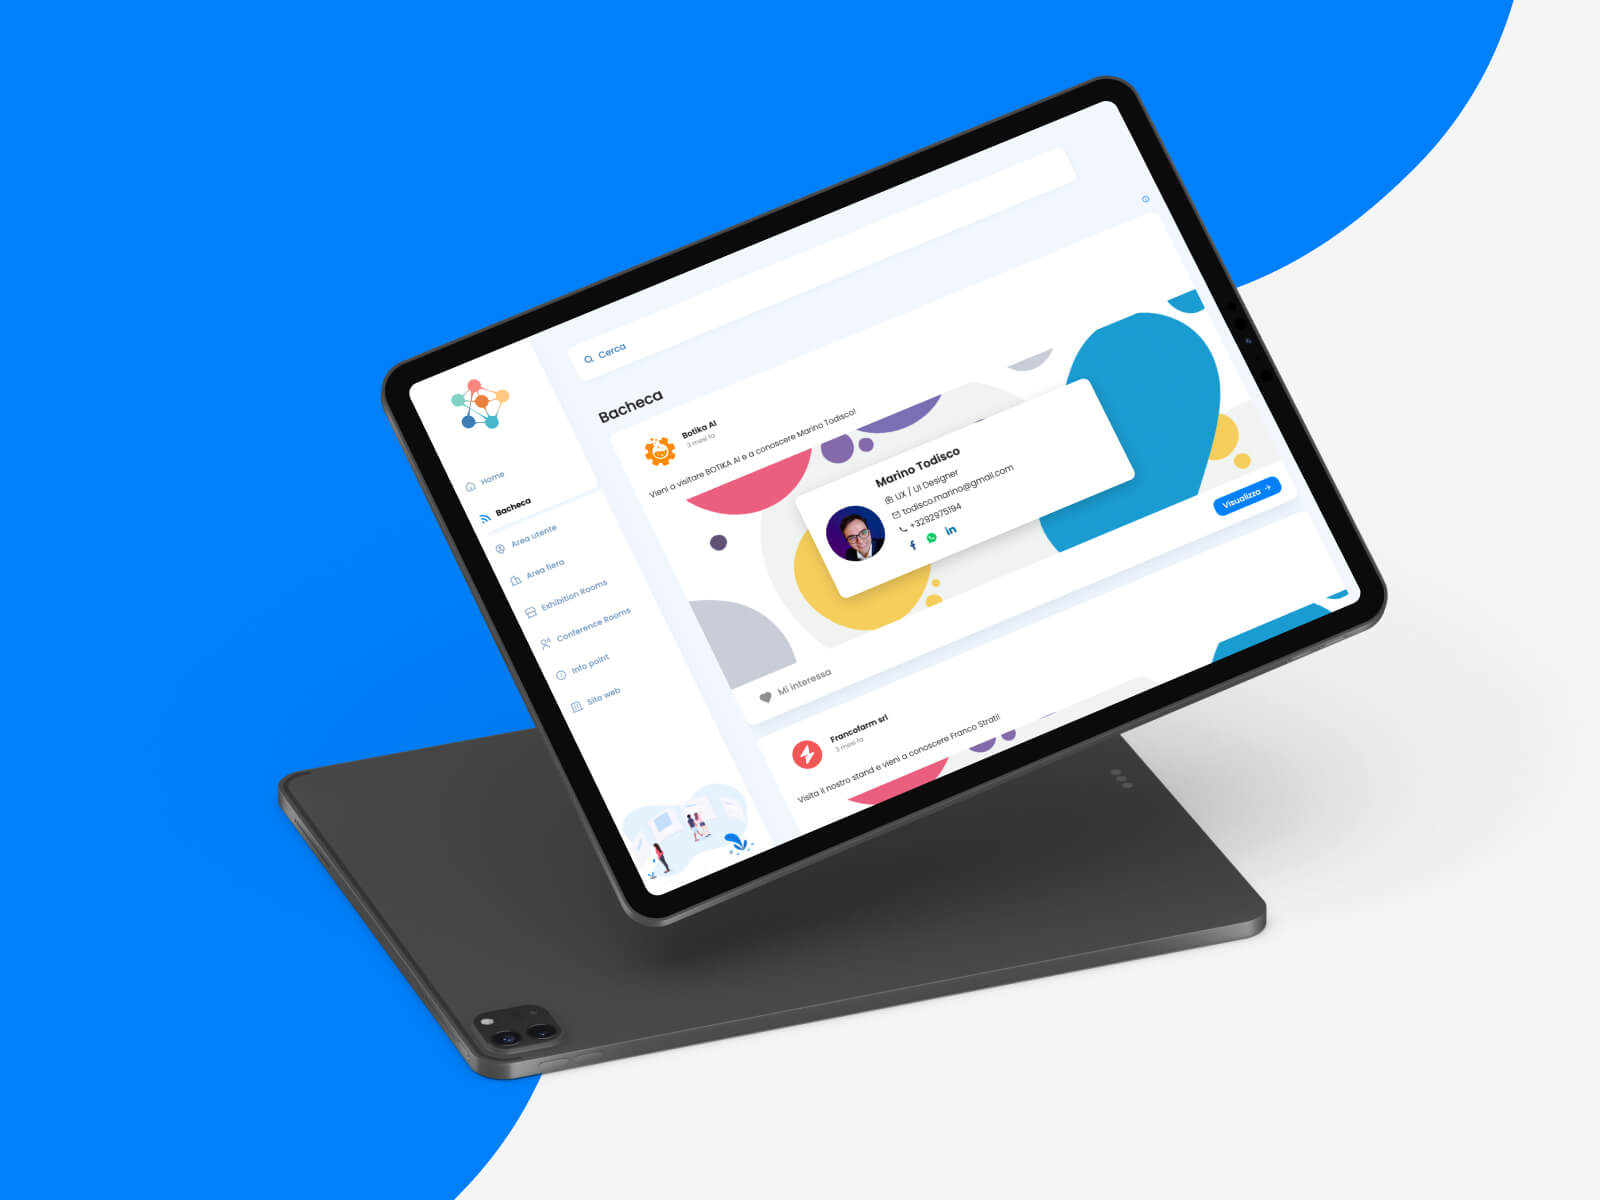 Cerca
Home
Bacheca
Area utente
Area fiera
Exhibition Rooms
Conference Rooms
Info point
Sito web
Bacheca
Botika AI
3 mesi fa
Vieni a visitare BOTIKA AI e a conoscere Marino Todisco!
Marino Todisco
UX / UI Designer
todisco.marino@gmail.com
+3292975194
Visualizza
Mi interessa
Francofarm srl
3 mesi fa
Visita il nostro stand e vieni a conoscere Franco Strati!